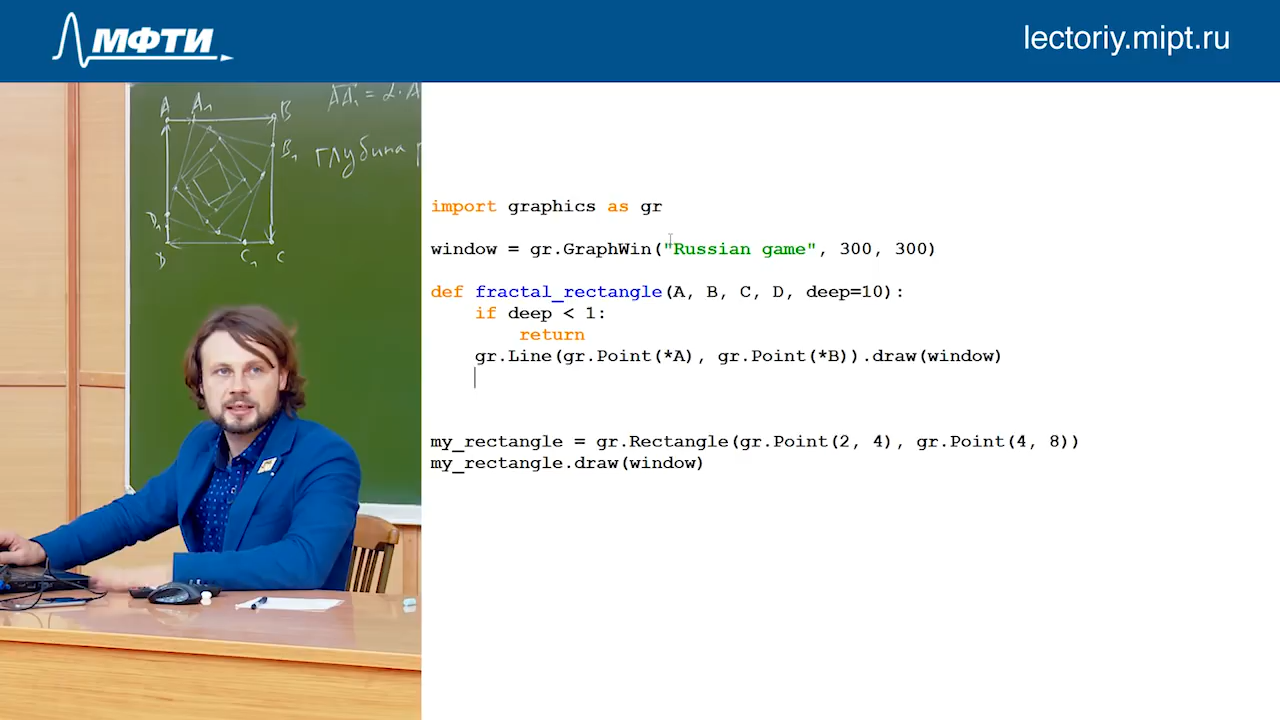 МФТИ
lectoriy.mipt.ru
A A₁ B
AA₁ = α·A
B₁
глубина
D₁
D C₁ C
import graphics as gr
window = gr.GraphWin("Russian game", 300, 300)
def fractal_rectangle(A, B, C, D, deep=10):
    if deep < 1:
        return
    gr.Line(gr.Point(*A), gr.Point(*B)).draw(window)
my_rectangle = gr.Rectangle(gr.Point(2, 4), gr.Point(4, 8))
my_rectangle.draw(window)